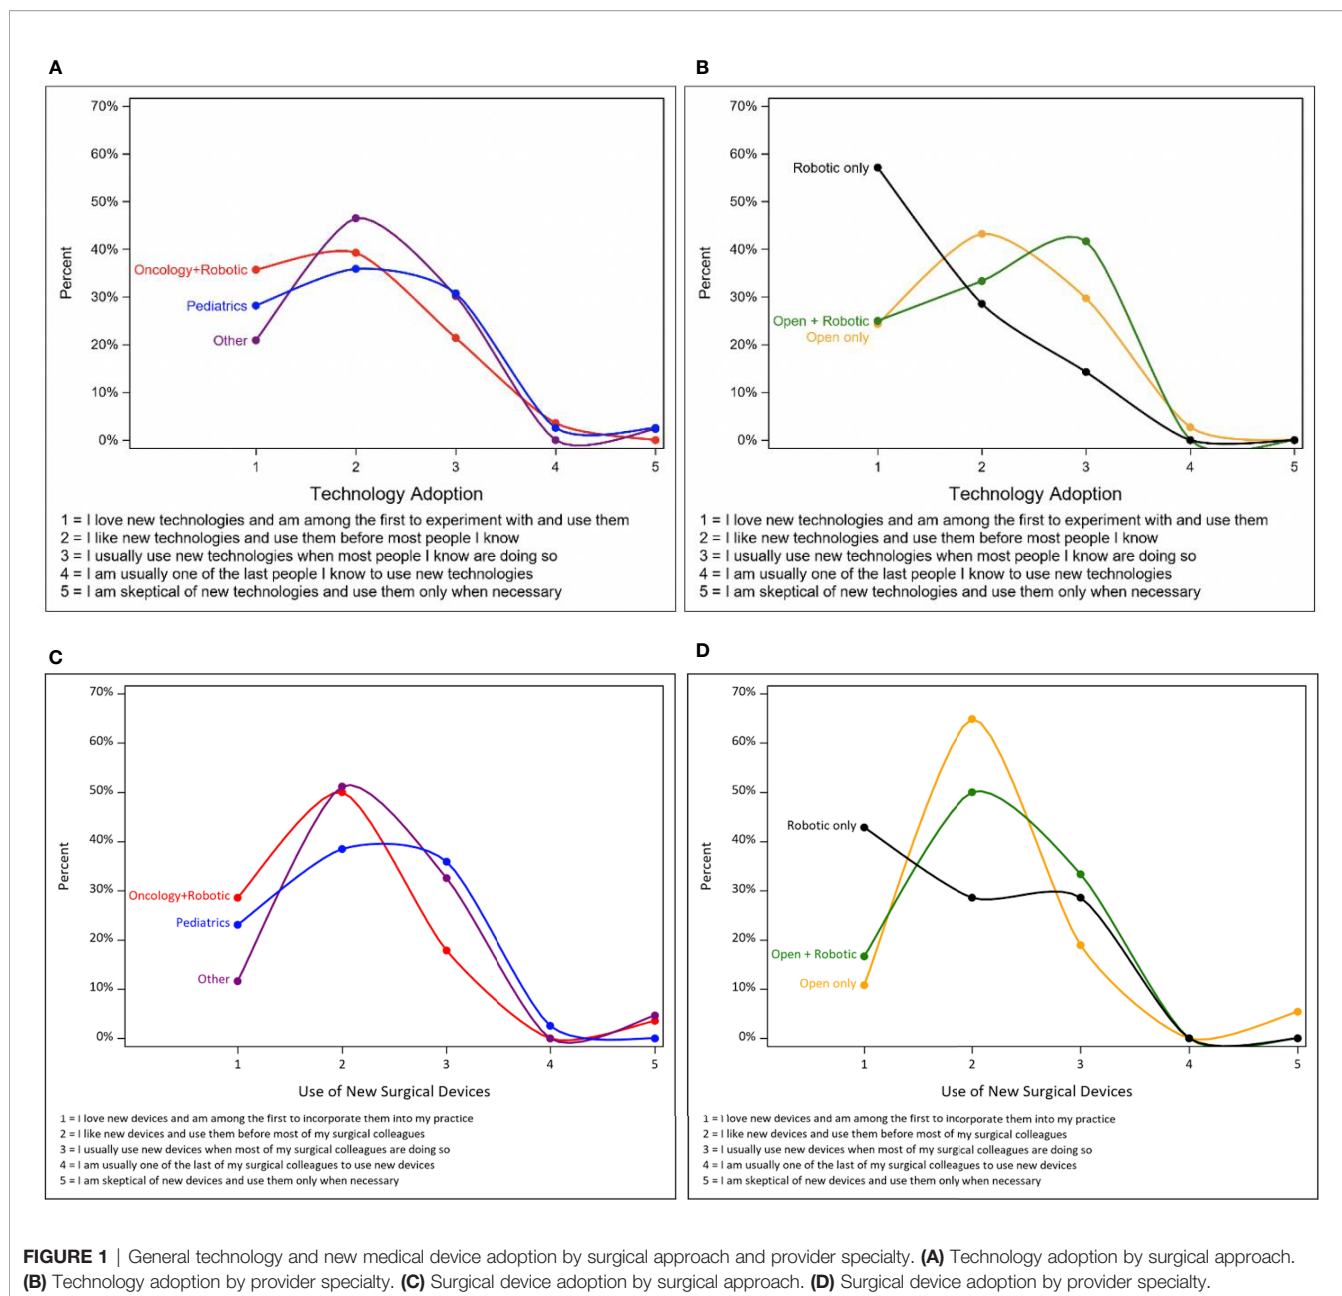 A
70%
60%
50%
40%
30%
20%
10%
0%
Percent
Oncology+Robotic
Pediatrics
Other
1 2 3 4 5
Technology Adoption
1 = I love new technologies and am among the first to experiment with and use them
2 = I like new technologies and use them before most people I know
3 = I usually use new technologies when most people I know are doing so
4 = I am usually one of the last people I know to use new technologies
5 = I am skeptical of new technologies and use them only when necessary
B
70%
60%
50%
40%
30%
20%
10%
0%
Percent
Robotic only
Open + Robotic
Open only
1 2 3 4 5
Technology Adoption
1 = I love new technologies and am among the first to experiment with and use them
2 = I like new technologies and use them before most people I know
3 = I usually use new technologies when most people I know are doing so
4 = I am usually one of the last people I know to use new technologies
5 = I am skeptical of new technologies and use them only when necessary
C
70%
60%
50%
40%
30%
20%
10%
0%
Percent
Oncology+Robotic
Pediatrics
Other
1 2 3 4 5
Use of New Surgical Devices
1 = I love new devices and am among the first to incorporate them into my practice
2 = I like new devices and use them before most of my surgical colleagues
3 = I usually use new devices when most of my surgical colleagues are doing so
4 = I am usually one of the last of my surgical colleagues to use new devices
5 = I am skeptical of new devices and use them only when necessary
D
70%
60%
50%
40%
30%
20%
10%
0%
Percent
Robotic only
Open + Robotic
Open only
1 2 3 4 5
Use of New Surgical Devices
1 = I love new devices and am among the first to incorporate them into my practice
2 = I like new devices and use them before most of my surgical colleagues
3 = I usually use new devices when most of my surgical colleagues are doing so
4 = I am usually one of the last of my surgical colleagues to use new devices
5 = I am skeptical of new devices and use them only when necessary
FIGURE 1 | General technology and new medical device adoption by surgical approach and provider specialty. (A) Technology adoption by surgical approach.
(B) Technology adoption by provider specialty. (C) Surgical device adoption by surgical approach. (D) Surgical device adoption by provider specialty.